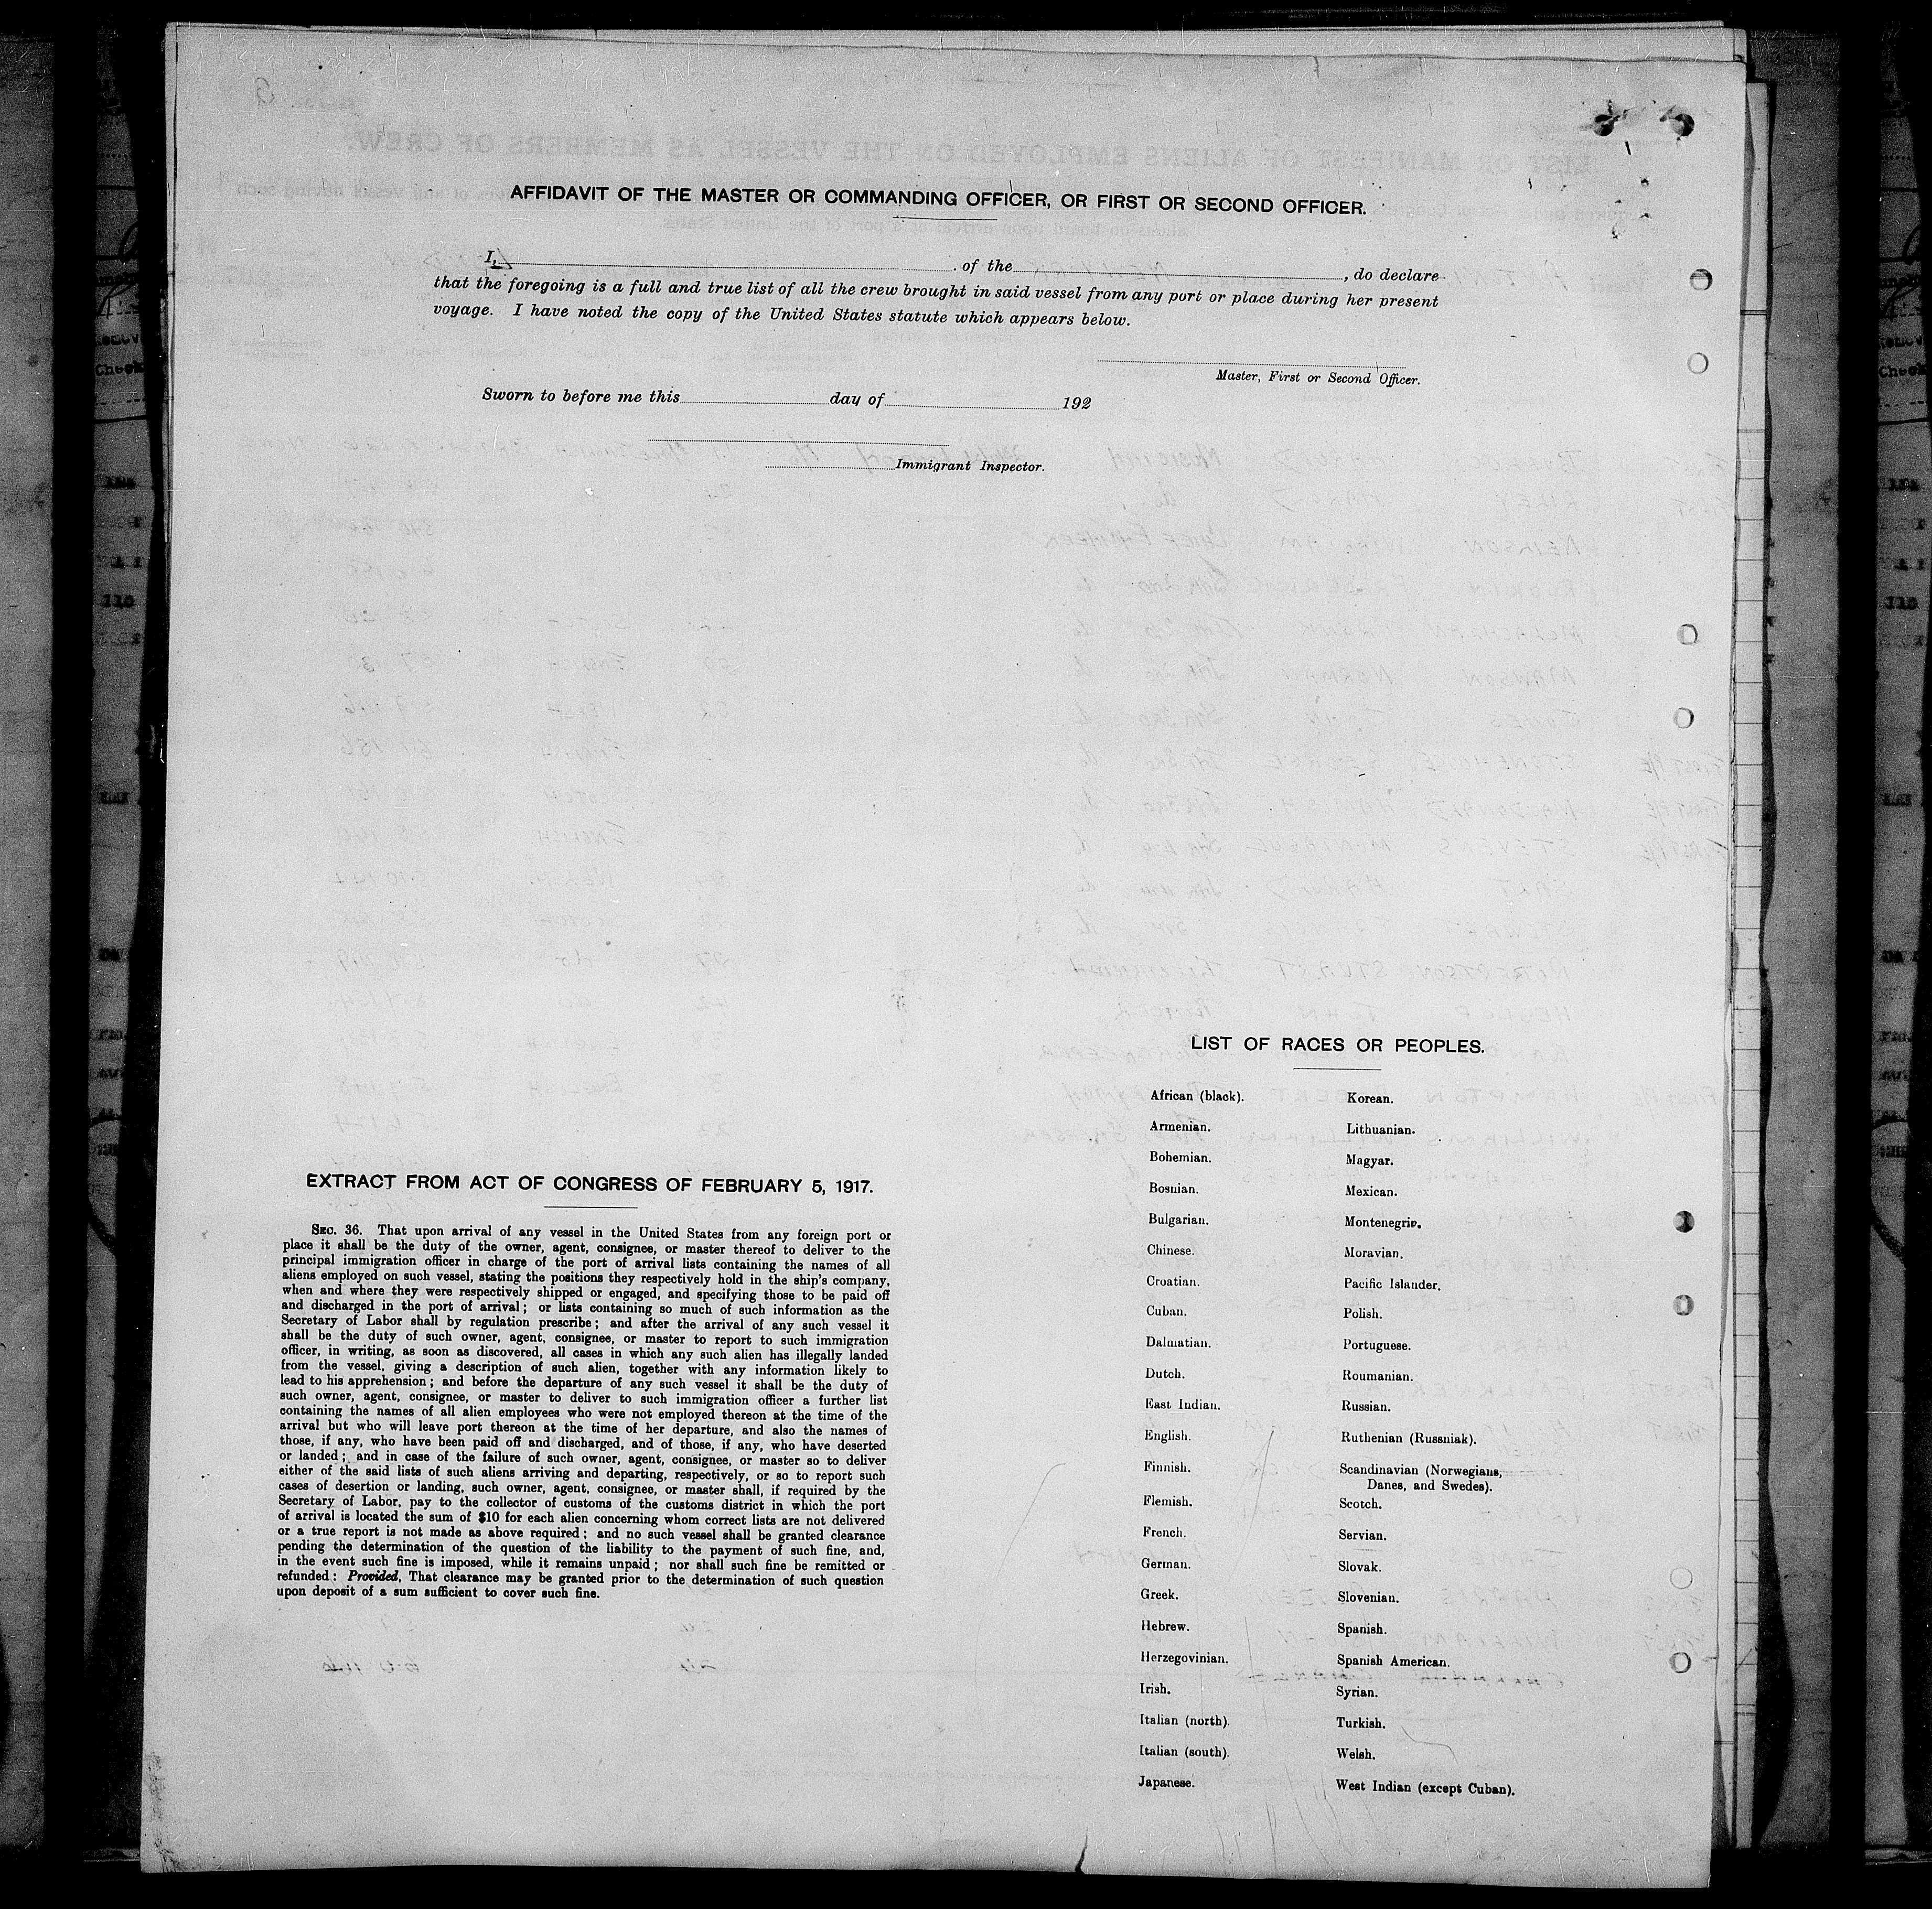 AFFIDAVIT OF THE MASTER OR COMMANDING OFFICER, OR FIRST OR SECOND OFFICER.
I, of the , do declare
that the foregoing is a full and true list of all the crew brought in said vessel from any port or place during her present
voyage. I have noted the copy of the United States statute which appears below.
Master, First or Second Officer.
Sworn to before me this day of 192
Immigrant Inspector.
EXTRACT FROM ACT OF CONGRESS OF FEBRUARY 5, 1917.
SEC. 36. That upon arrival of any vessel in the United States from any foreign port or
place it shall be the duty of the owner, agent, consignee, or master thereof to deliver to the
principal immigration officer in charge of the port of arrival lists containing the names of all
aliens employed on such vessel, stating the positions they respectively hold in the ship's company,
when and where they were respectively shipped or engaged, and specifying those to be paid off
and discharged in the port of arrival; or lists containing so much of such information as the
Secretary of Labor shall by regulation prescribe; and after the arrival of any such vessel it
shall be the duty of such owner, agent, consignee, or master to report to such immigration
officer, in writing, as soon as discovered, all cases in which any such alien has illegally landed
from the vessel, giving a description of such alien, together with any information likely to
lead to his apprehension; and before the departure of any such vessel it shall be the duty of
such owner, agent, consignee, or master to deliver to such immigration officer a further list
containing the names of all alien employees who were not employed thereon at the time of the
arrival but who will leave port thereon at the time of her departure, and also the names of
those, if any, who have been paid off and discharged, and of those, if any, who have deserted
or landed; and in case of the failure of such owner, agent, consignee, or master so to deliver
either of the said lists of such aliens arriving and departing, respectively, or so to report such
cases of desertion or landing, such owner, agent, consignee, or master shall, if required by the
Secretary of Labor, pay to the collector of customs of the customs district in which the port
of arrival is located the sum of $10 for each alien concerning whom correct lists are not delivered
or a true report is not made as above required; and no such vessel shall be granted clearance
pending the determination of the question of the liability to the payment of such fine, and,
in the event such fine is imposed, while it remains unpaid; nor shall such fine be remitted or
refunded: Provided, That clearance may be granted prior to the determination of such question
upon deposit of a sum sufficient to cover such fine.
LIST OF RACES OR PEOPLES.
African (black).
Armenian.
Bohemian.
Bosnian.
Bulgarian.
Chinese.
Croatian.
Cuban.
Dalmatian.
Dutch.
East Indian.
English.
Finnish.
Flemish.
French.
German.
Greek.
Hebrew.
Herzegovinian.
Irish.
Italian (north).
Italian (south).
Japanese.
Korean.
Lithuanian.
Magyar.
Mexican.
Montenegrin.
Moravian.
Pacific Islander.
Polish.
Portuguese.
Roumanian.
Russian.
Ruthenian (Russniak).
Scandinavian (Norwegians,
Danes, and Swedes).
Scotch.
Servian.
Slovak.
Slovenian.
Spanish.
Spanish American.
Syrian.
Turkish.
Welsh.
West Indian (except Cuban).